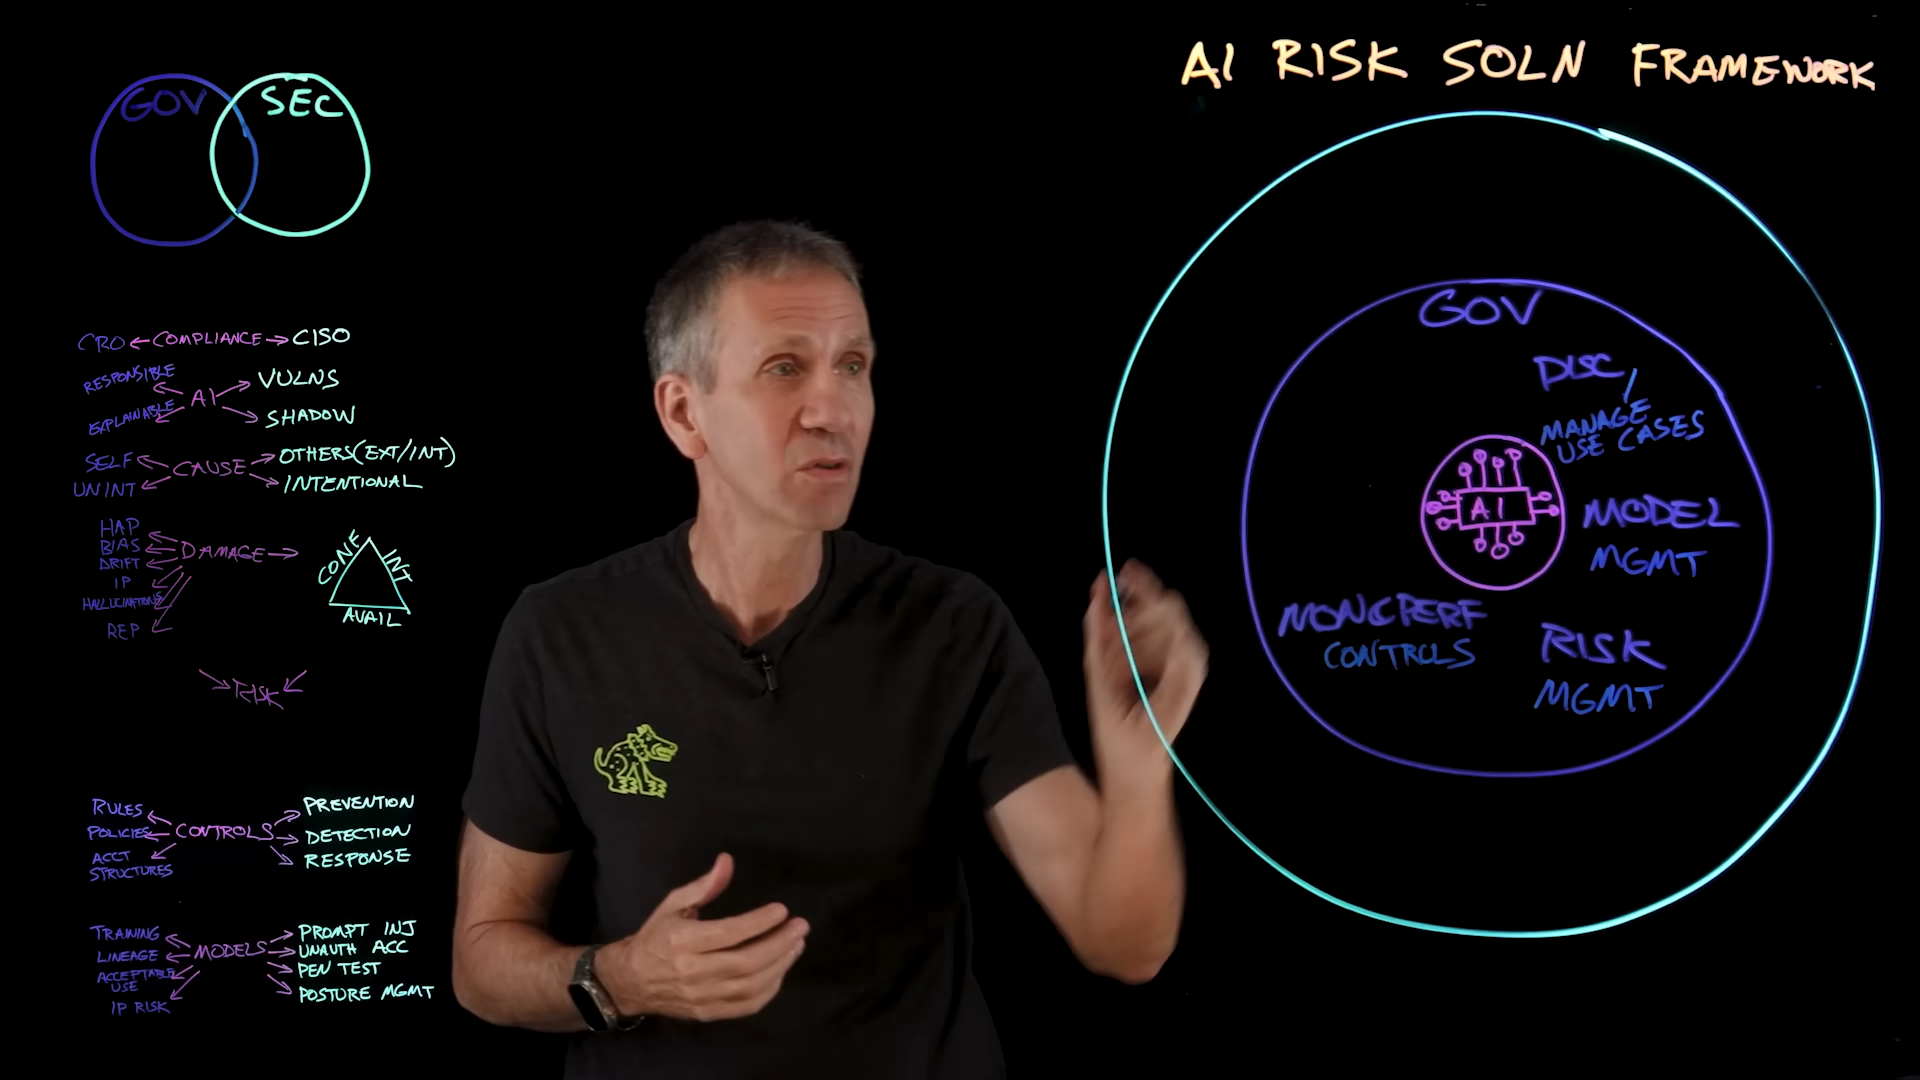 GOV SEC
CRO COMPLIANCE CISO
RESPONSIBLE
EXPLAINABLE
AI
VULNS
SHADOW
SELF
UNINT
CAUSE
OTHERS(EXT/INT)
INTENTIONAL
HAP
BIAS
DRIFT
IP
HALLUCINATIONS
REP
DAMAGE
INT
AVAIL
RISK
RULES
POLICIES
ACCT
STRUCTURES
CONTROLS
PREVENTION
DETECTION
RESPONSE
TRAINING
LINEAGE
ACCEPTABLE
USE
IP RISK
MODELS
PROMPT INJ
UNAUTH ACC
PEN TEST
POSTURE MGMT
AI RISK SOLN FRAMEWORK
GOV
DISC/
MANAGE
USE CASES
AI
MODEL
MGMT
RISK
MGMT
CONTROLS